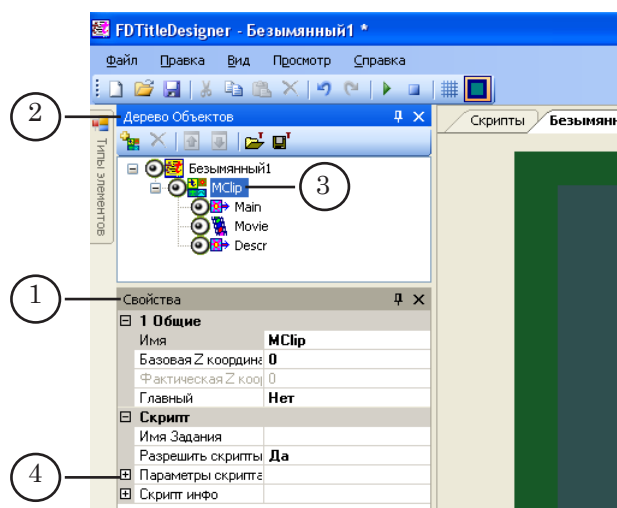 FDTitleDesigner - Безымянный1 *
Файл Правка Вид Просмотр Справка
2
Дерево Объектов
Скрипты Безымянн
Типы элементов
Безымянный1
MClip
3
Main
Movie
Descr
1
Свойства
1 Общие
Имя MClip
Базовая Z координа 0
Фактическая Z коор 0
Главный Нет
Скрипт
Имя Задания
Разрешить скрипты Да
4
Параметры скрипта
Скрипт инфо